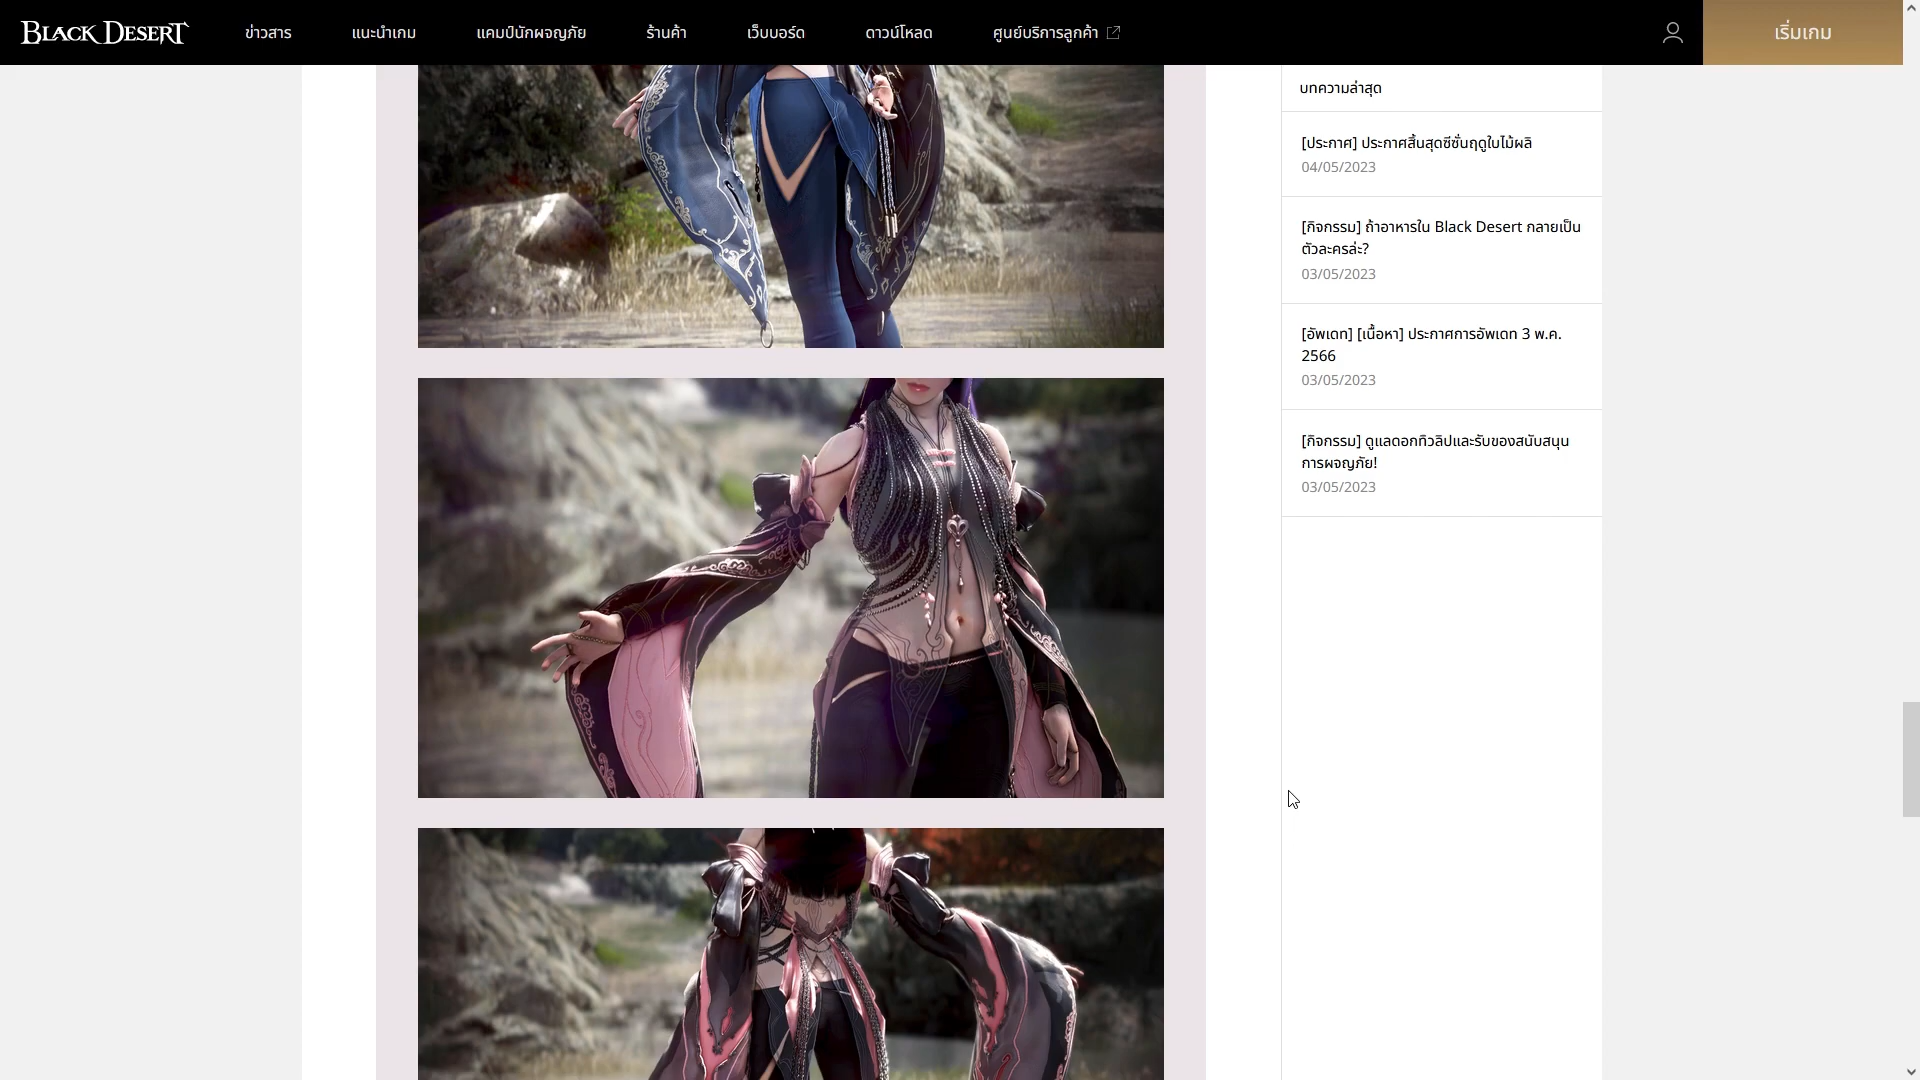 BLACK DESERT
ข่าวสาร
แนะนำเกม
แคมป์นักผจญภัย
ร้านค้า
เว็บบอร์ด
ดาวน์โหลด
ศูนย์บริการลูกค้า
เริ่มเกม
บทความล่าสุด
[ประกาศ] ประกาศสิ้นสุดซีซั่นฤดูใบไม้ผลิ
04/05/2023
[กิจกรรม] ถ้าอาหารใน Black Desert กลายเป็น
ตัวละครล่ะ?
03/05/2023
[อัพเดท] [เนื้อหา] ประกาศการอัพเดท 3 พ.ค.
2566
03/05/2023
[กิจกรรม] ดูแลดอกทิวลิปและรับของสนับสนุน
การผจญภัย!
03/05/2023